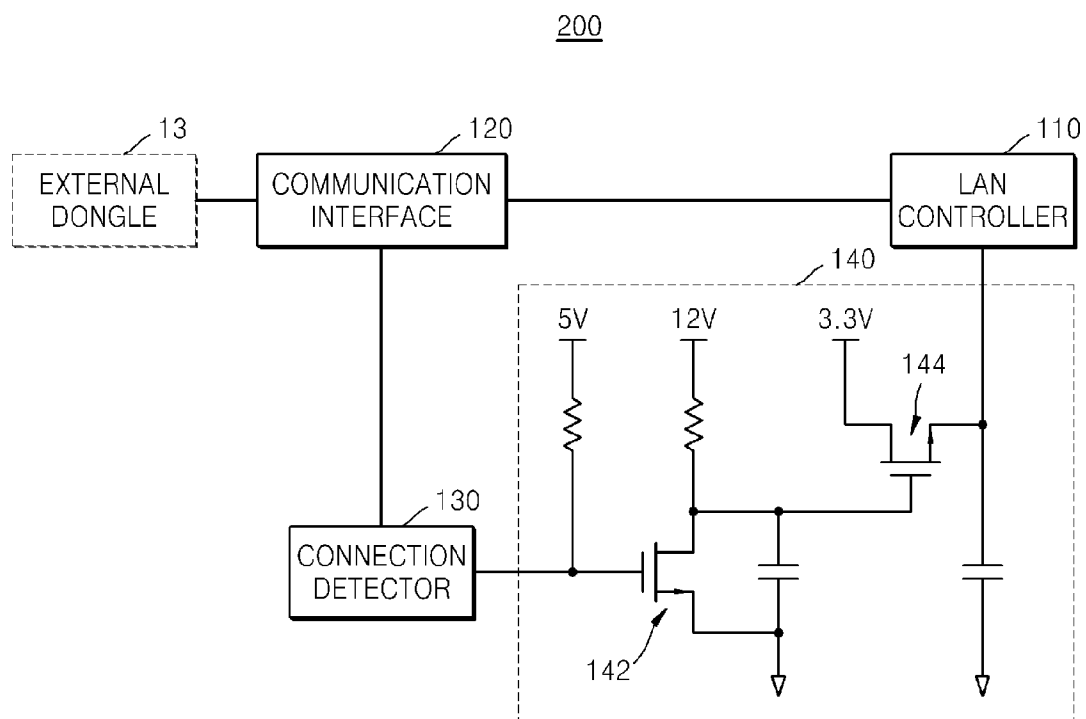 200
13
120
110
EXTERNAL
DONGLE
COMMUNICATION
INTERFACE
LAN
CONTROLLER
140
5V
12V
3.3V
144
130
CONNECTION
DETECTOR
142